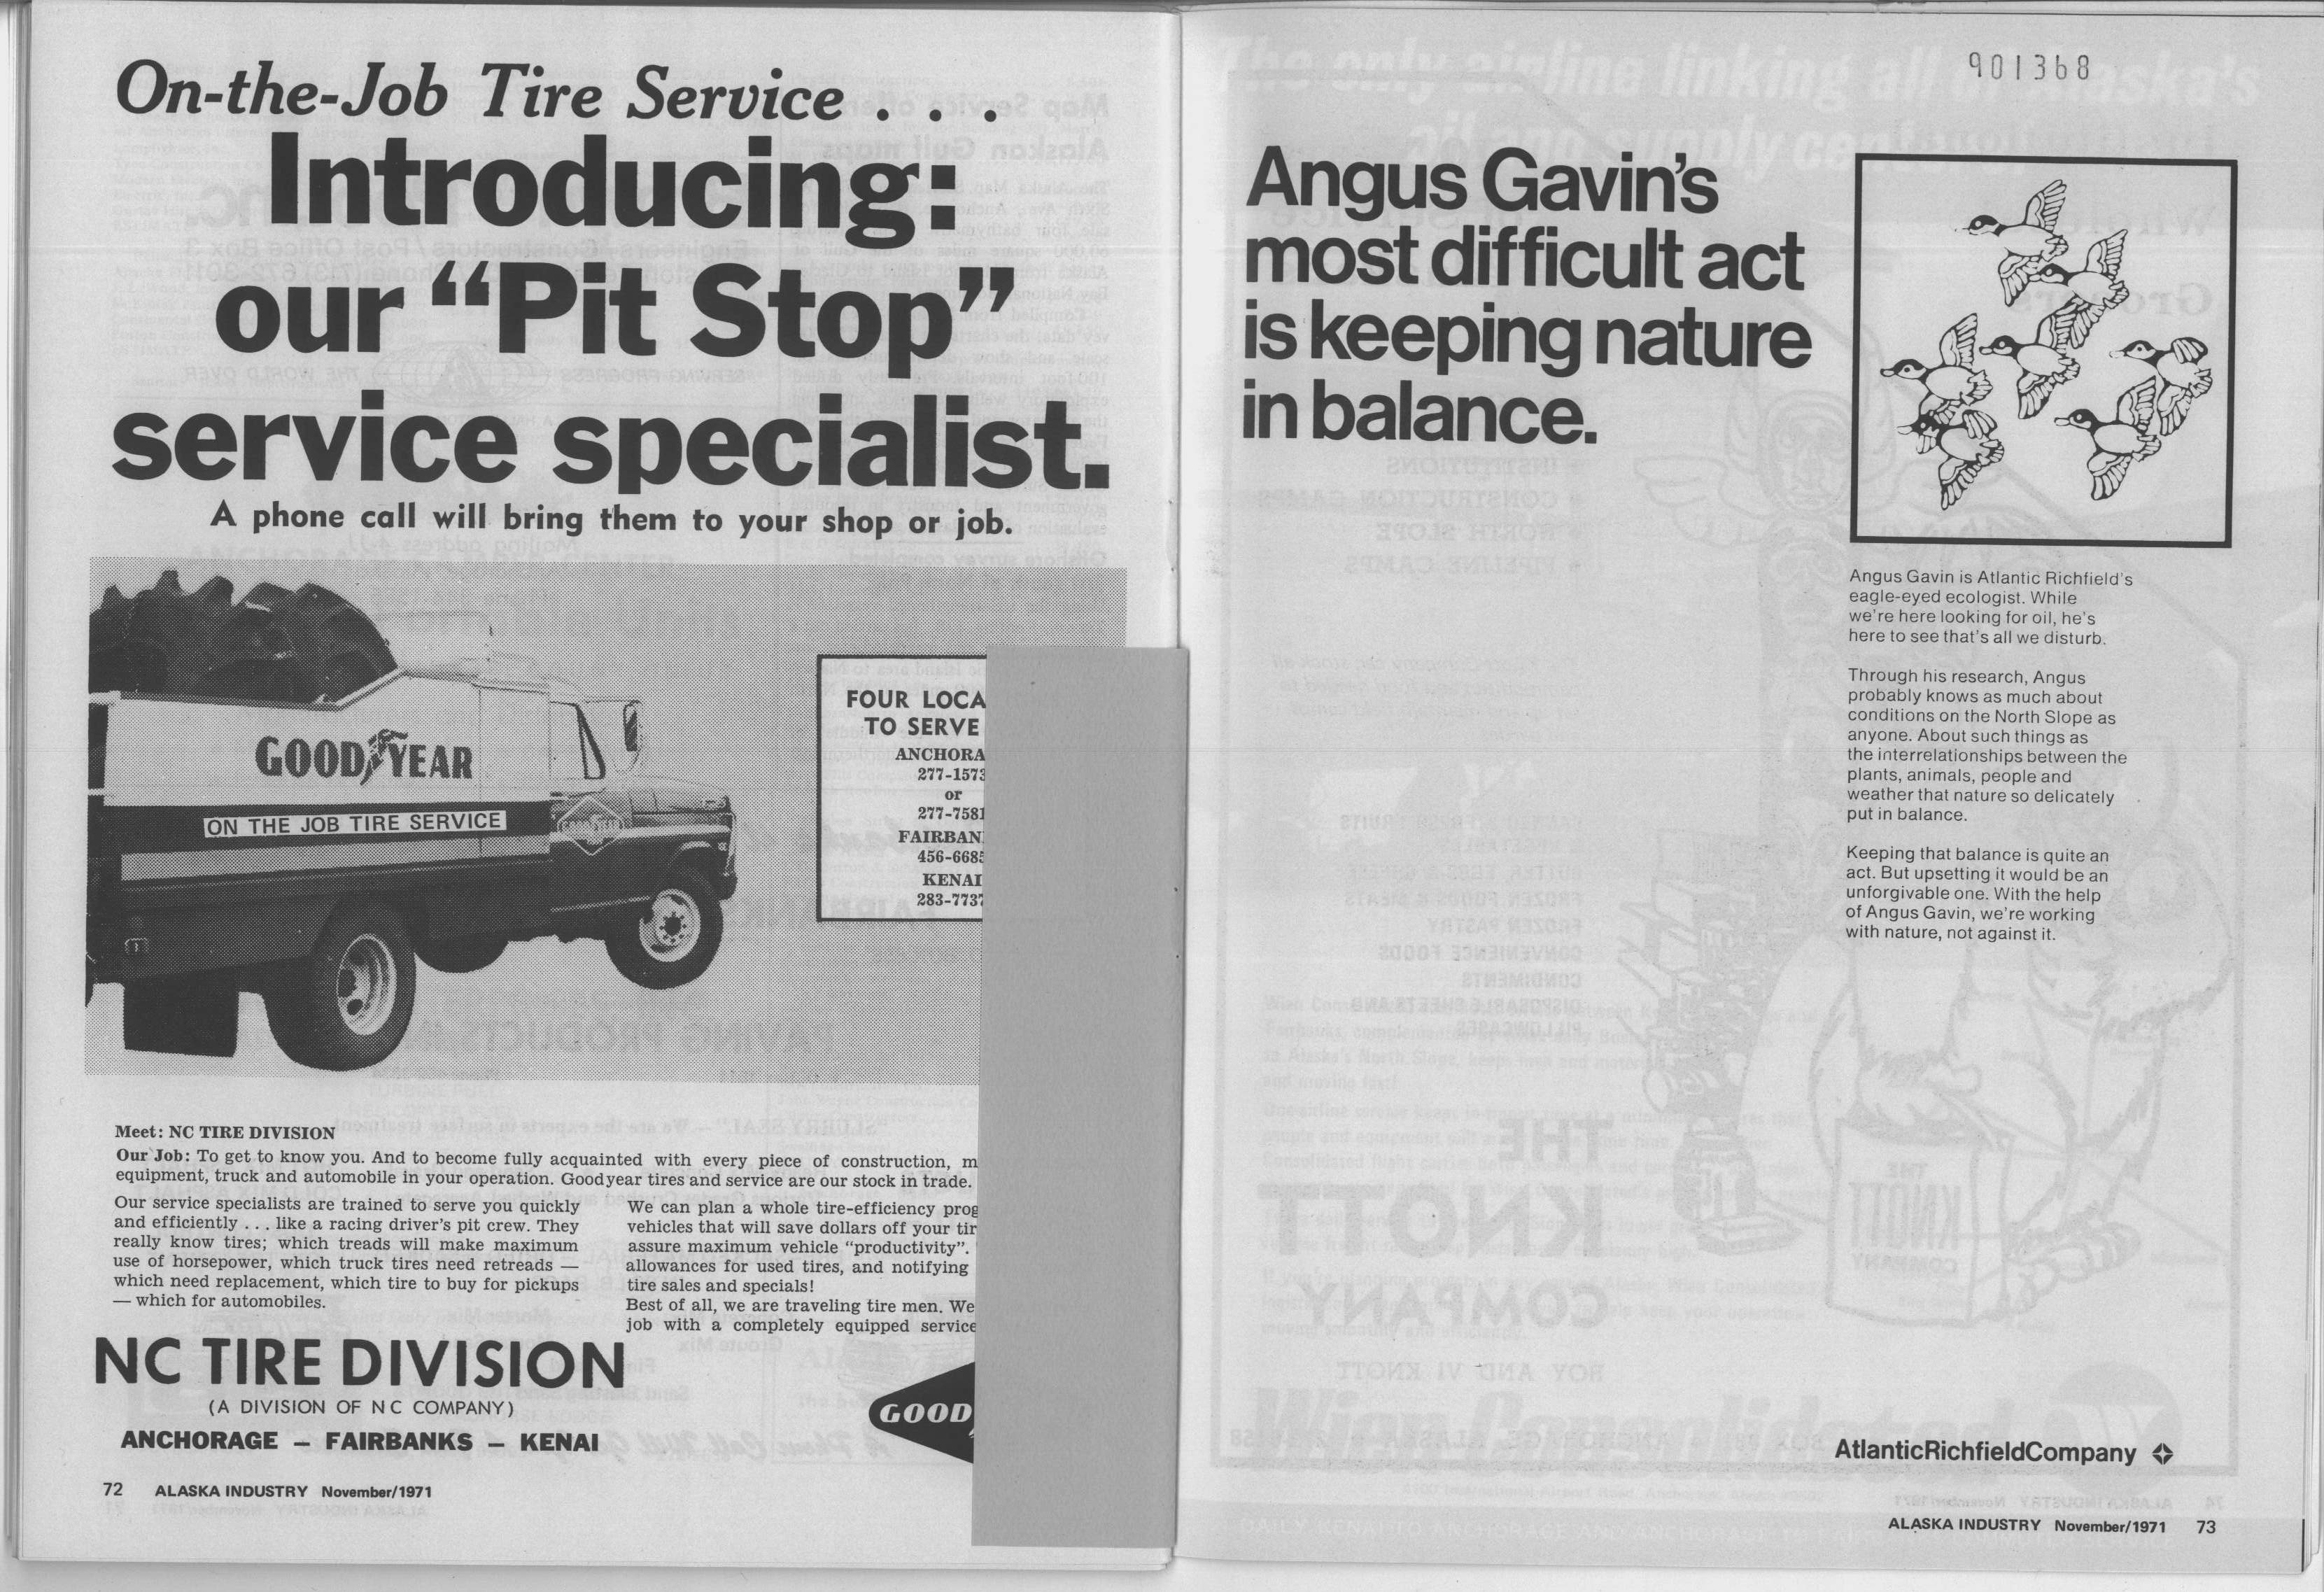 On-the-Job Tire Service . . .
Introducing:
our “Pit Stop”
service specialist.
A phone call will bring them to your shop or job.
GOODYEAR
ON THE JOB TIRE SERVICE
GOODYEAR
FOUR
TO SERVE
277-1573
or
277-7581
456-6685
KENAI
283-7737
Meet: NC TIRE DIVISION
Our Job: To get to know you. And to become fully acquainted with every piece of construction,
equipment, truck and automobile in your operation. Goodyear tires and service are our stock in trade.
Our service specialists are trained to serve you quickly
and efficiently . . . like a racing driver's pit crew. They
really know tires; which treads will make maximum
use of horsepower, which truck tires need retreads —
which need replacement, which tire to buy for pickups
— which for automobiles.
We can plan a whole tire-efficiency
vehicles that will save dollars off your
assure maximum vehicle “productivity”.
allowances for used tires, and notifying
tire sales and specials!
Best of all, we are traveling tire men. We
job with a completely equipped service
NC TIRE DIVISION
(A DIVISION OF N C COMPANY)
ANCHORAGE — FAIRBANKS — KENAI
GOOD
72 ALASKA INDUSTRY November/1971
901368
Angus Gavin's
most difficult act
is keeping nature
in balance.
Angus Gavin is Atlantic Richfield's
eagle-eyed ecologist. While
we're here looking for oil, he's
here to see that's all we disturb.
Through his research, Angus
probably knows as much about
conditions on the North Slope as
anyone. About such things as
the interrelationships between the
plants, animals, people and
weather that nature so delicately
put in balance.
Keeping that balance is quite an
act. But upsetting it would be an
unforgivable one. With the help
of Angus Gavin, we're working
with nature, not against it.
AtlanticRichfieldCompany
ALASKA INDUSTRY November/1971 73